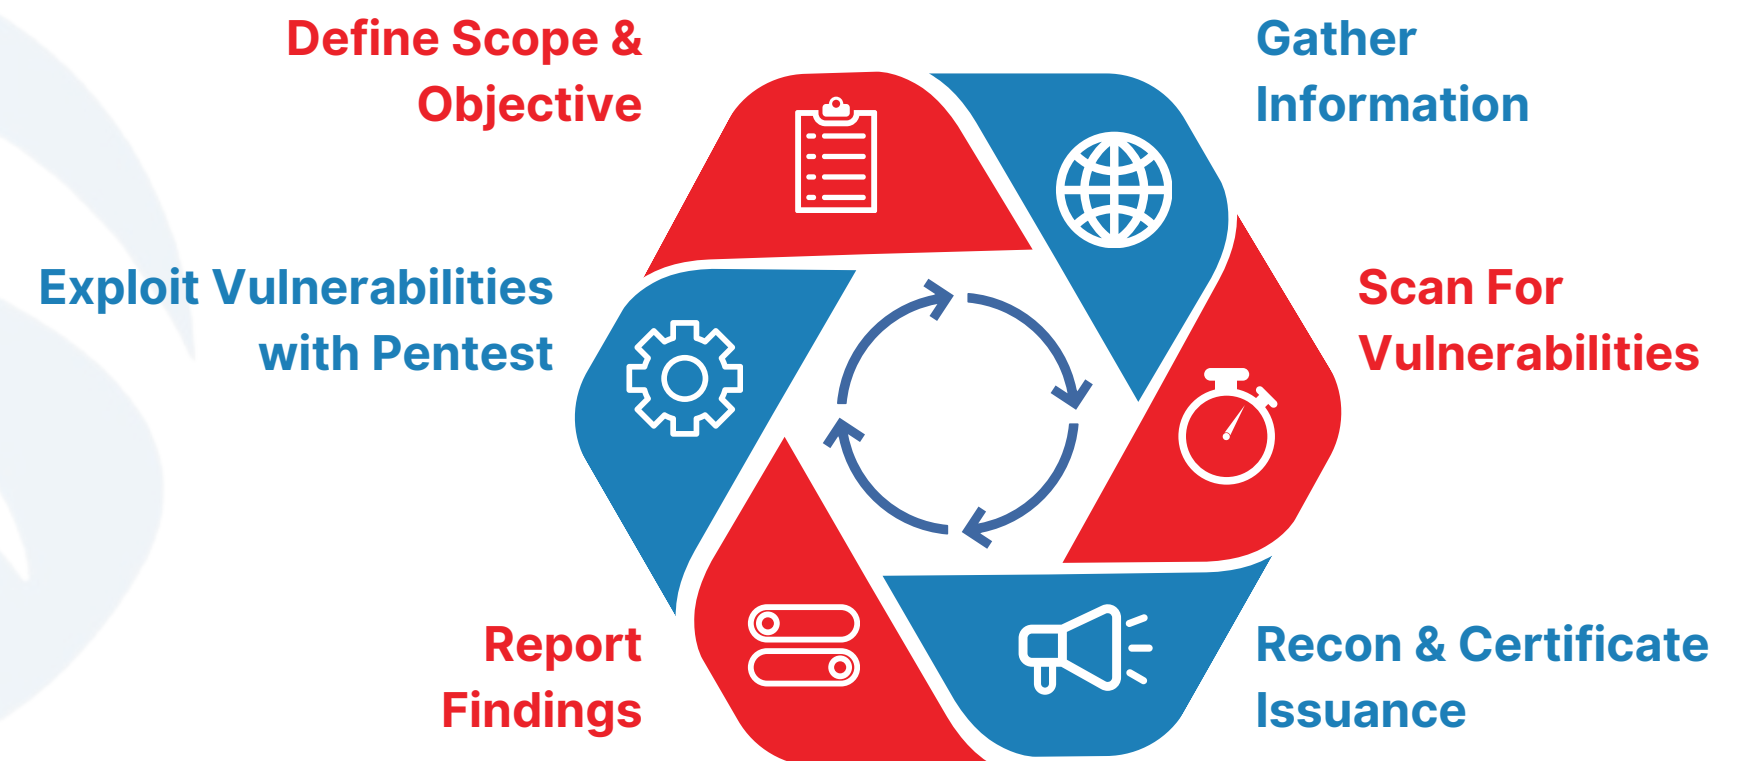 Define Scope &
Objective
Gather
Information
Exploit Vulnerabilities
with Pentest
Scan For
Vulnerabilities
Report
Findings
Recon & Certificate
Issuance